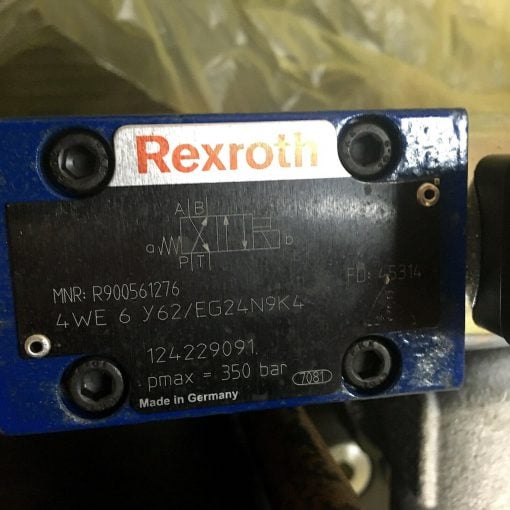 Rexroth
A B
a b
P T
MNR: R900561276
FD: 45314
4WE 6 Y62/EG24N9K4
124229091.
pmax = 350 bar
7081
Made in Germany